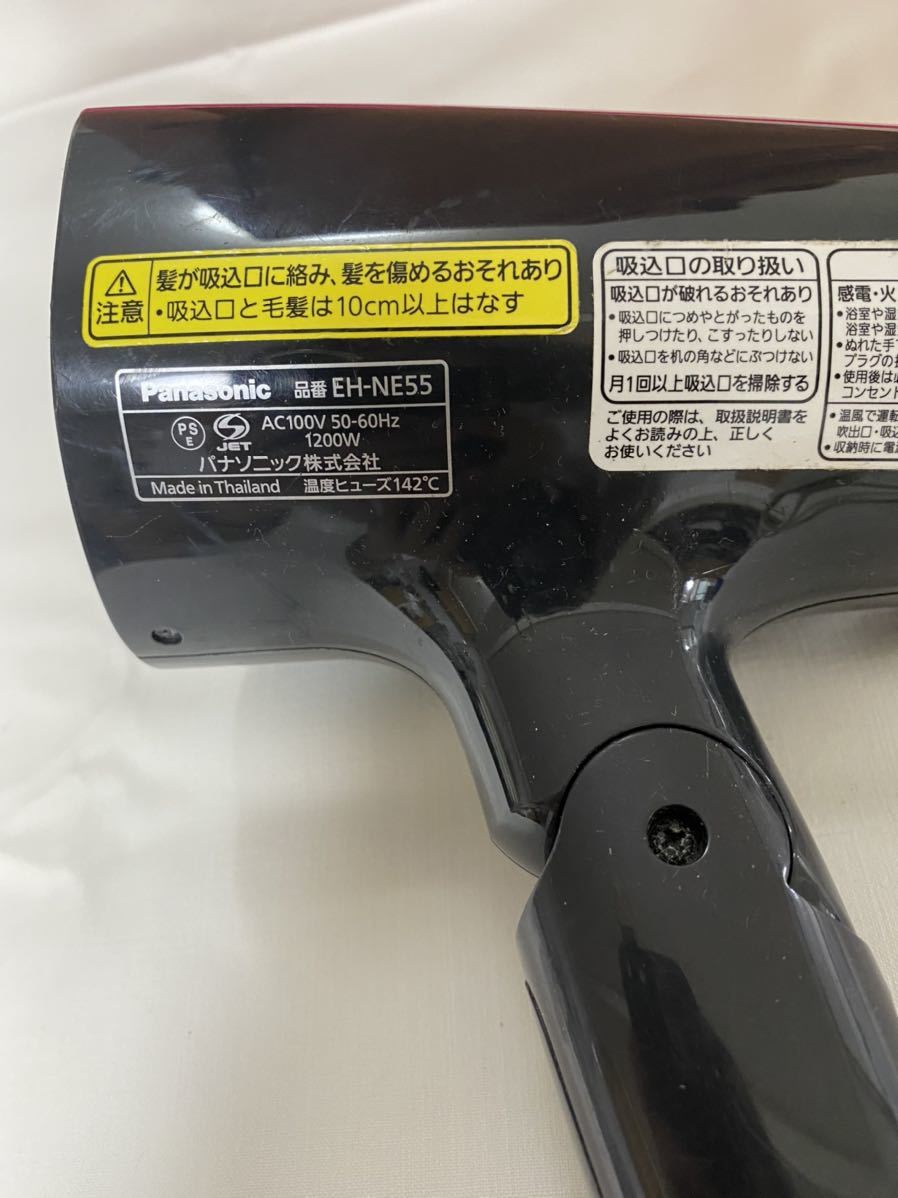 注意
髪が吸込口に絡み、髪を傷めるおそれあり
・吸込口と毛髪は10cm以上はなす
Panasonic 品番 EH-NE55
PS E JET AC100V 50-60Hz
1200W
パナソニック株式会社
Made in Thailand 温度ヒューズ142℃
吸込口の取り扱い
吸込口が破れるおそれあり
・吸込口につめやとがったものを
押しつけたり、こすったりしない
・吸込口を机の角などにぶつけない
月1回以上吸込口を掃除する
ご使用の際は、取扱説明書を
よくお読みの上、正しく
お使いください
感電・火
・浴室や湿
浴室や湿
・ぬれた手
プラグの抜
・使用後は必
コンセント
・温風で運転
吹出口・吸込
・収納時に電源